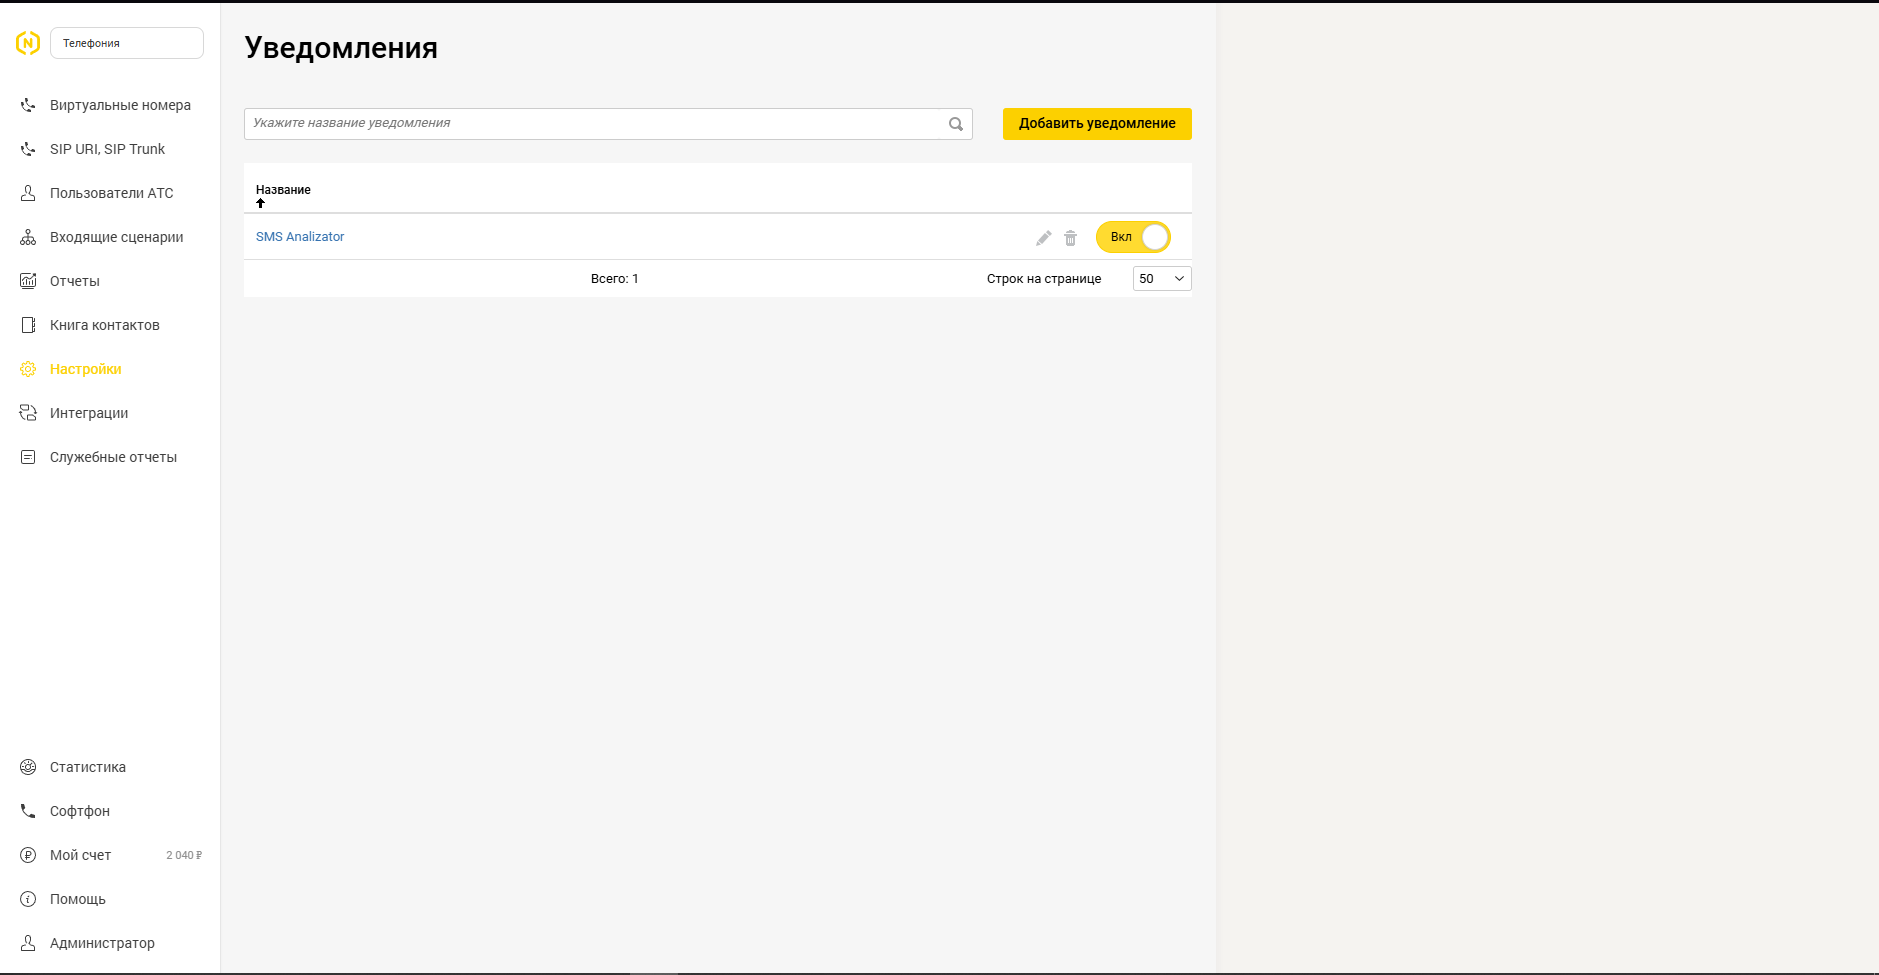 Телефония
Виртуальные номера
SIP URI, SIP Trunk
Пользователи АТС
Входящие сценарии
Отчеты
Книга контактов
Настройки
Интеграции
Служебные отчеты
Статистика
Софтфон
Мой счет 2 040 ₽
Помощь
Администратор
Уведомления
Укажите название уведомления
Добавить уведомление
Название
SMS Analizator
Вкл
Всего: 1
Строк на странице 50